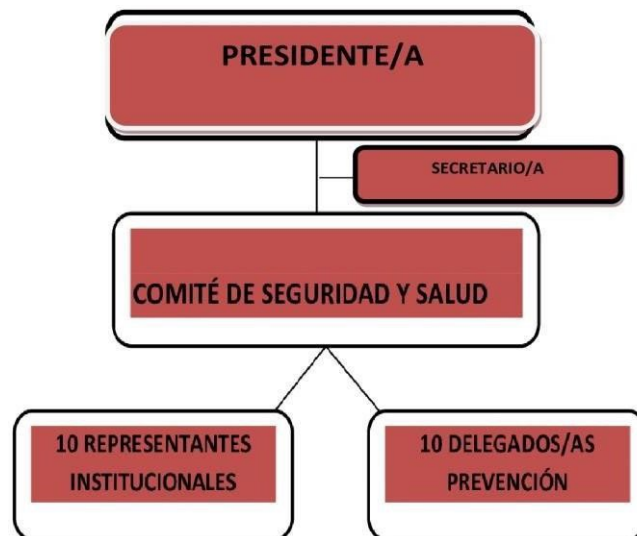 PRESIDENTE/A
SECRETARIO/A
COMITÉ DE SEGURIDAD Y SALUD
10 REPRESENTANTES
INSTITUCIONALES
10 DELEGADOS/AS
PREVENCIÓN